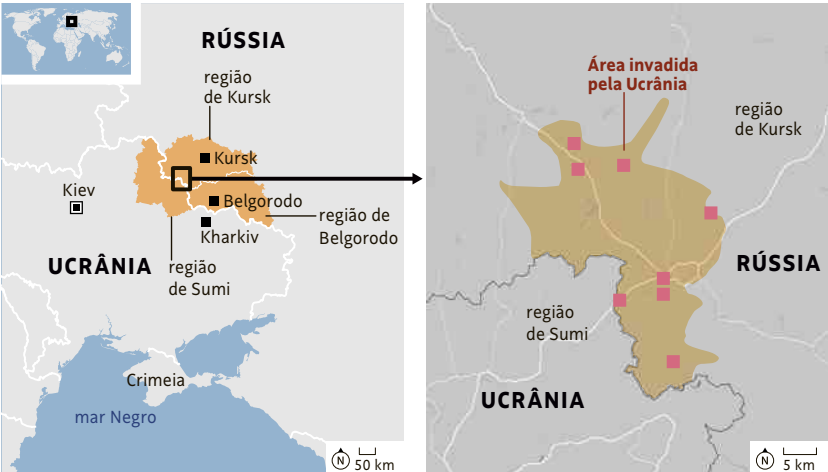 RÚSSIA
região
de Kursk
Kursk
Kiev
Belgorodo
região de
Belgorodo
Kharkiv
UCRÂNIA
região
de Sumi
Crimeia
mar Negro
N
50 km
Área invadida
pela Ucrânia
região
de Kursk
RÚSSIA
região
de Sumi
UCRÂNIA
N
5 km